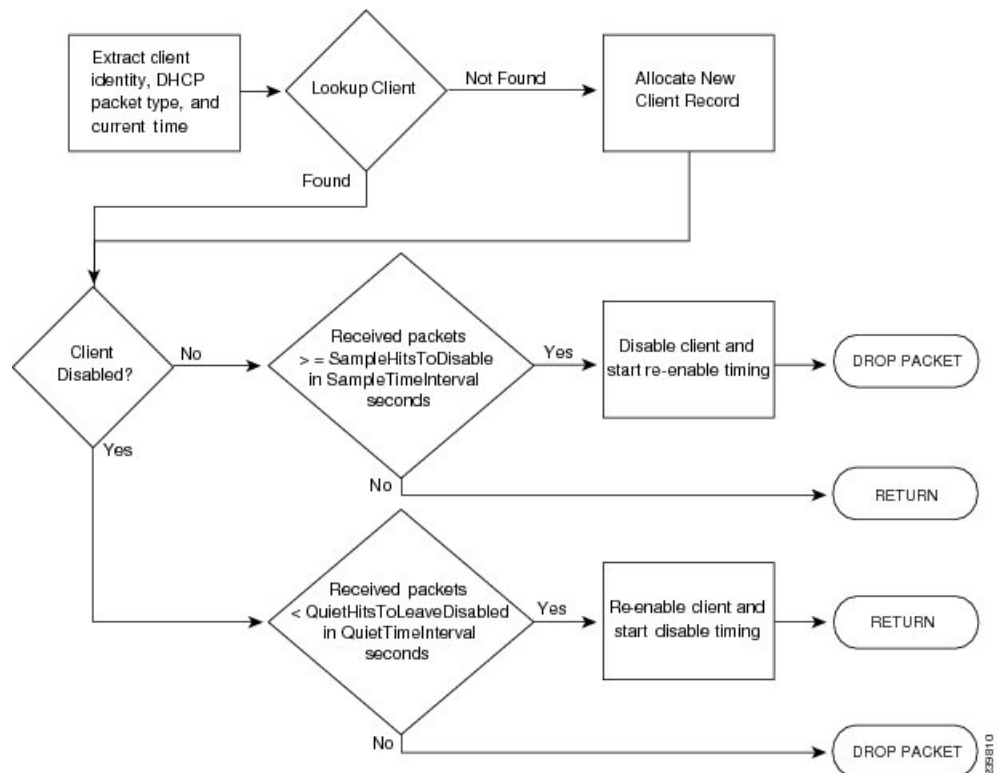 Extract client
identity, DHCP
packet type, and
current time
Lookup Client
Not Found
Allocate New
Client Record
Found
Client
Disabled?
No
Received packets
> = SampleHitsToDisable
in SampleTimeInterval
seconds
Yes
Disable client and
start re-enable timing
DROP PACKET
Yes
No
RETURN
Received packets
< QuietHitsToLeaveDisabled
in QuietTimeInterval
seconds
Yes
Re-enable client and
start disable timing
RETURN
No
DROP PACKET
239810